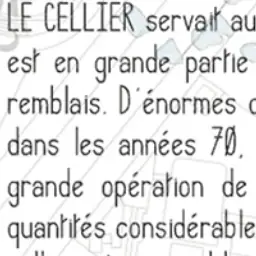 LE CELLIER servait au
est en grande partie
remblais. D'énormes
dans les années 70,
grande opération de
quantités considérable